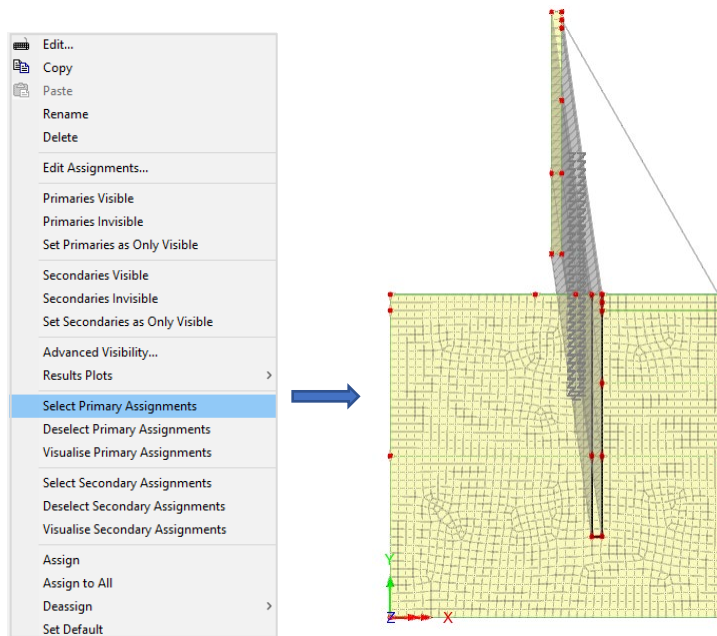 Edit...
Copy
Paste
Rename
Delete
Edit Assignments...
Primaries Visible
Primaries Invisible
Set Primaries as Only Visible
Secondaries Visible
Secondaries Invisible
Set Secondaries as Only Visible
Advanced Visibility...
Results Plots
Select Primary Assignments
Deselect Primary Assignments
Visualise Primary Assignments
Select Secondary Assignments
Deselect Secondary Assignments
Visualise Secondary Assignments
Assign
Assign to All
Deassign
Set Default
Y
Z
X